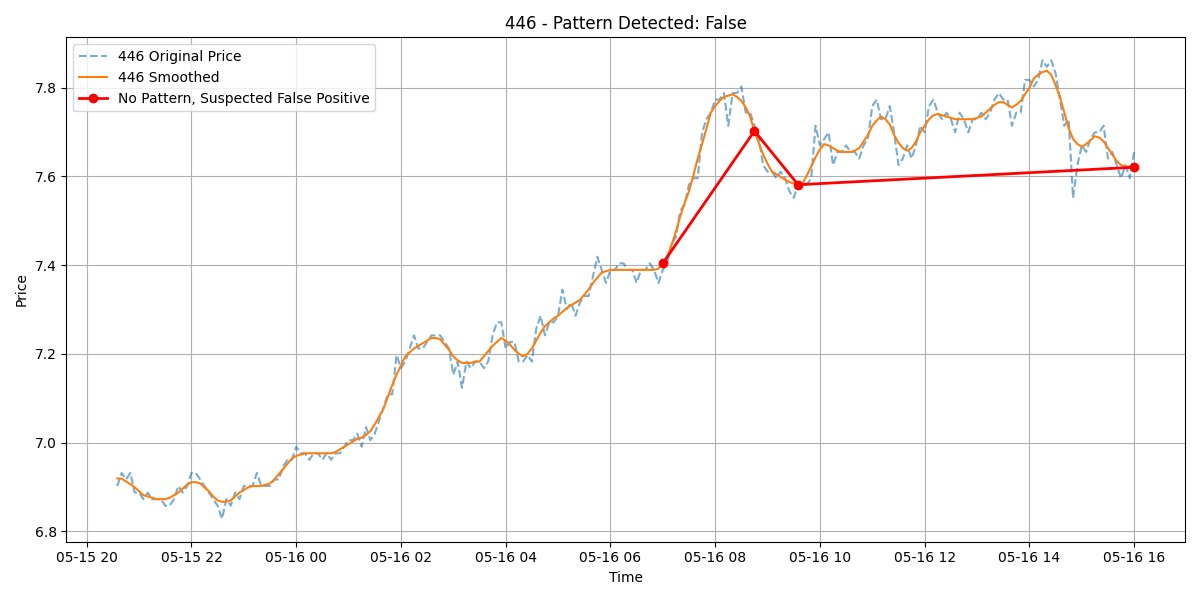 446 - Pattern Detected: False
446 Original Price
446 Smoothed
No Pattern, Suspected False Positive
Price
7.8
7.6
7.4
7.2
7.0
6.8
05-15 20
05-15 22
05-16 00
05-16 02
05-16 04
05-16 06
05-16 08
05-16 10
05-16 12
05-16 14
05-16 16
Time